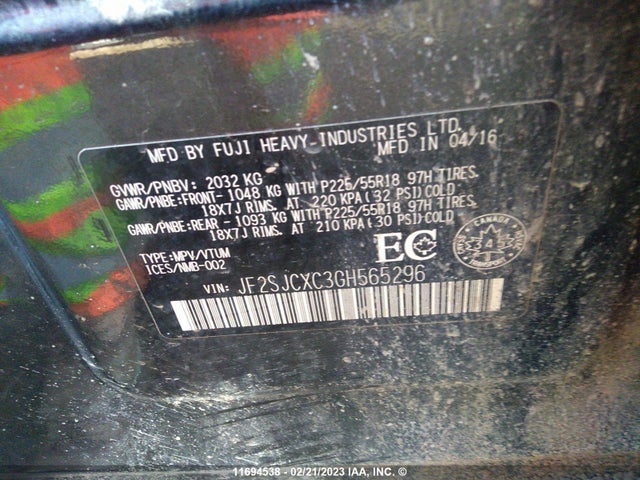 MFD BY FUJI HEAVY INDUSTRIES LTD.
MFD IN 04/16
GVWR/PNBV: 2032 KG
GAWR/PNBE:FRONT- 1048 KG WITH P225/55R18 97H TIRES.
18X7J RIMS. AT 220 KPA (32 PSI) COLD
GAWR/PNBE: REAR - 1093 KG WITH P225/55R18 97H TIRES.
18X7J RIMS. AT 210 KPA (30 PSI) COLD
TYPE:MPV/VTUM
ICES/NMB-002
EC
CANADA
345
TRANSPORT
VIN: JF2SJCXC3GH565296
11694538 - 02/21/2023 IAA, INC. ©